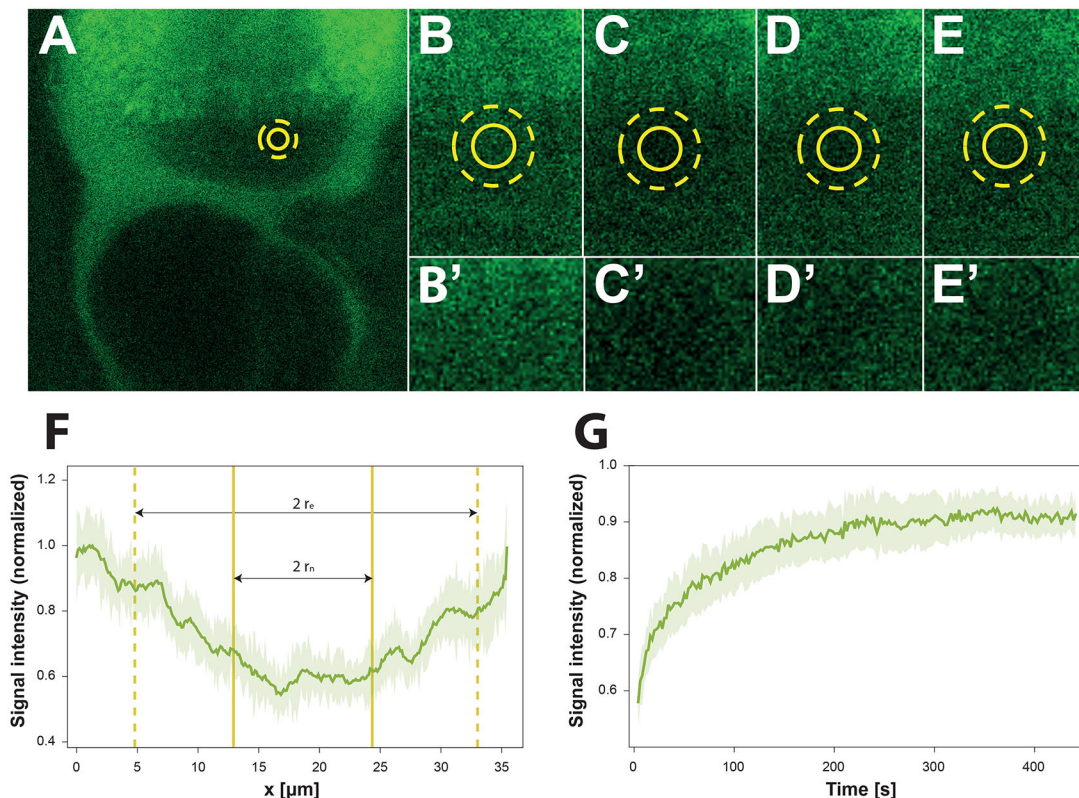 A
B
C
D
E
B'
C'
D'
E'
F
Signal intensity (normalized)
1.2
1.0
0.8
0.6
0.4
2 re
2 rn
0
5
10
15
20
25
30
35
x [µm]
G
Signal intensity (normalized)
1.0
0.9
0.8
0.7
0.6
0
100
200
300
400
Time [s]